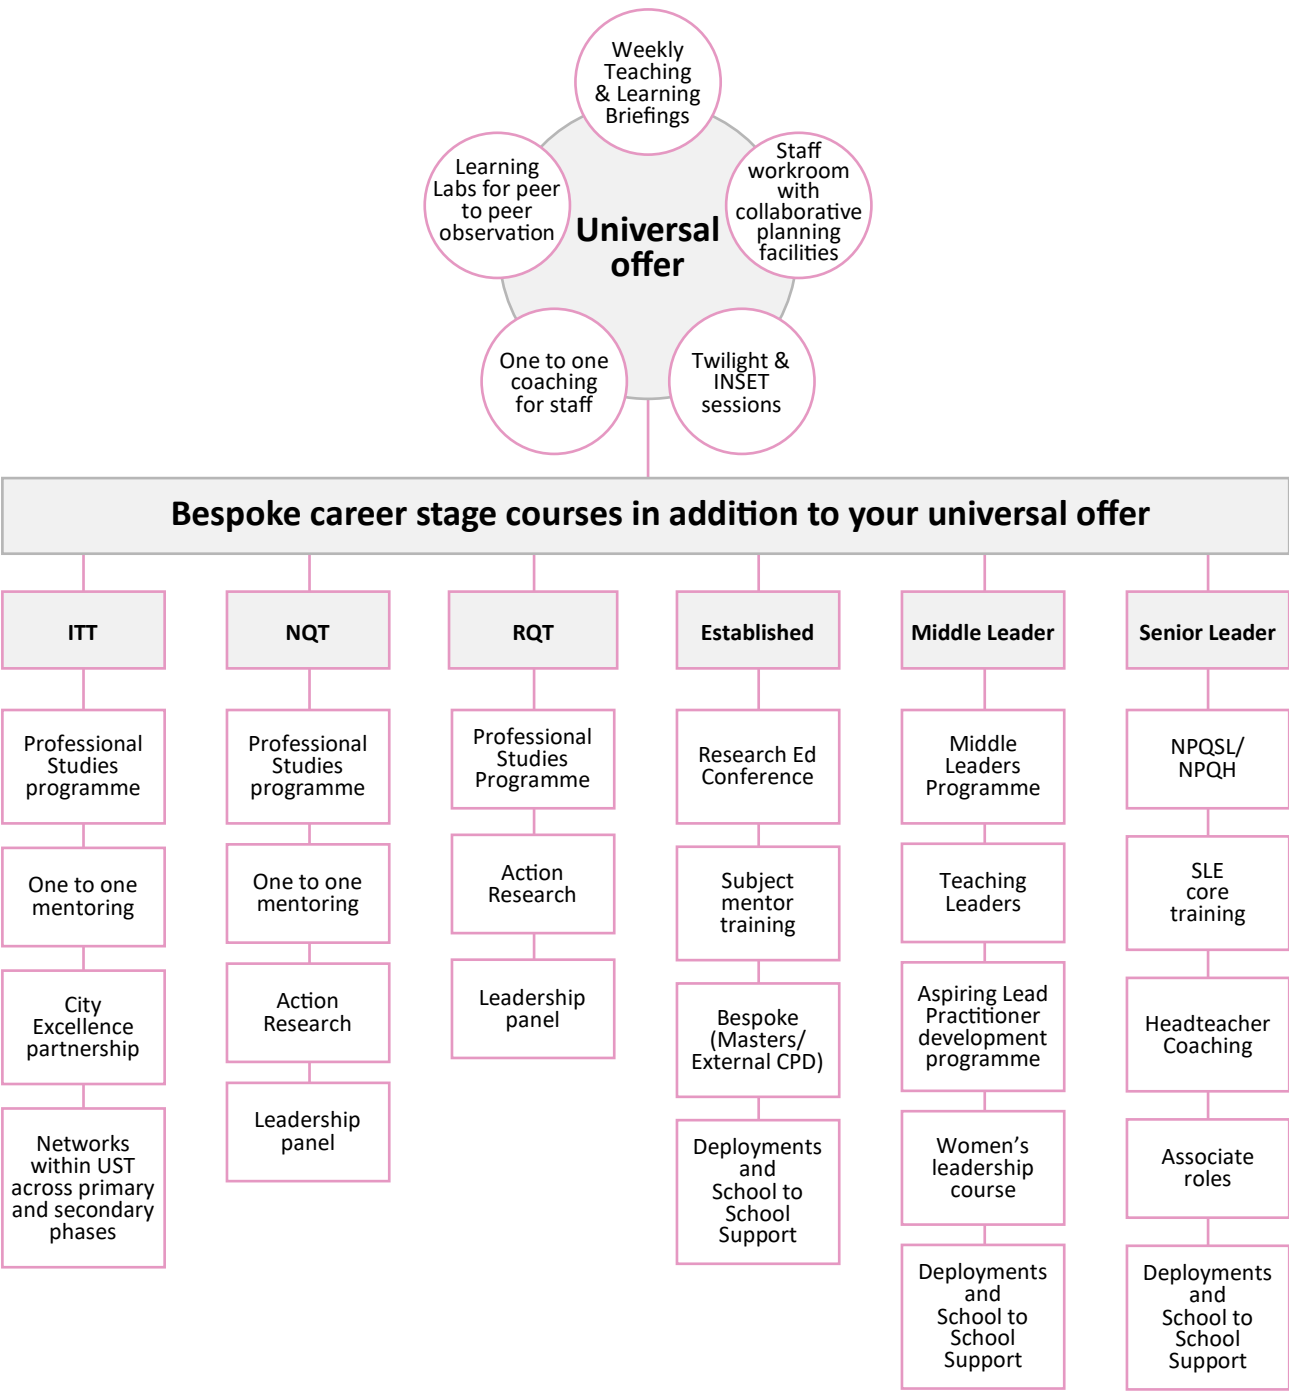 Weekly
Teaching
& Learning
Briefings
Learning
Labs for peer
to peer
observation
Staff
workroom
with
collaborative
planning
facilities
Universal
offer
One to one
coaching
for staff
Twilight &
INSET
sessions
Bespoke career stage courses in addition to your universal offer
ITT
Professional
Studies
programme
One to one
mentoring
City
Excellence
partnership
Networks
within UST
across primary
and secondary
phases
NQT
Professional
Studies
programme
One to one
mentoring
Action
Research
Leadership
panel
RQT
Professional
Studies
Programme
Action
Research
Leadership
panel
Established
Research Ed
Conference
Subject
mentor
training
Bespoke
(Masters/
External CPD)
Deployments
and
School to
School
Support
Middle Leader
Middle
Leaders
Programme
Teaching
Leaders
Aspiring Lead
Practitioner
development
programme
Women’s
leadership
course
Deployments
and
School to
School
Support
Senior Leader
NPQSL/
NPQH
SLE
core
training
Headteacher
Coaching
Associate
roles
Deployments
and
School to
School
Support